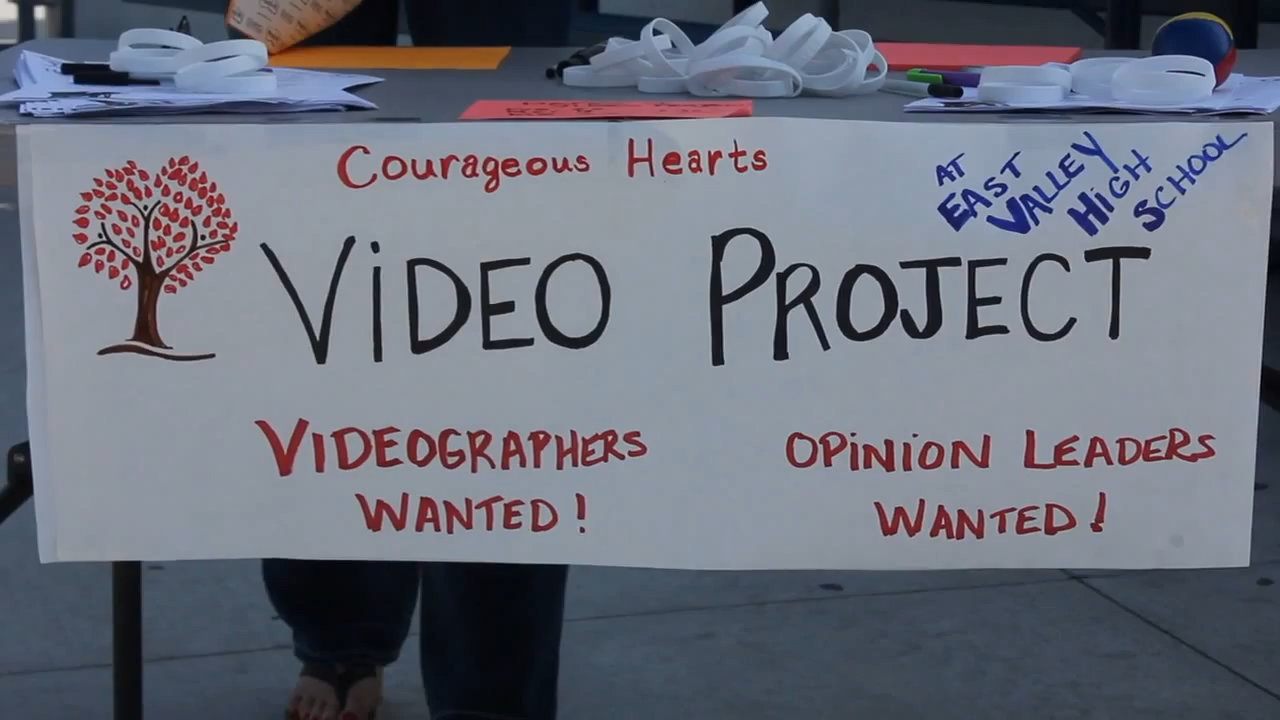 Courageous Hearts
AT
EAST
VALLEY
HiGH
SCHOOL
ViDEO PROJECT
VIDEOGRAPHERS
WANTED!
OPiNiON LEADERS
WANTED!